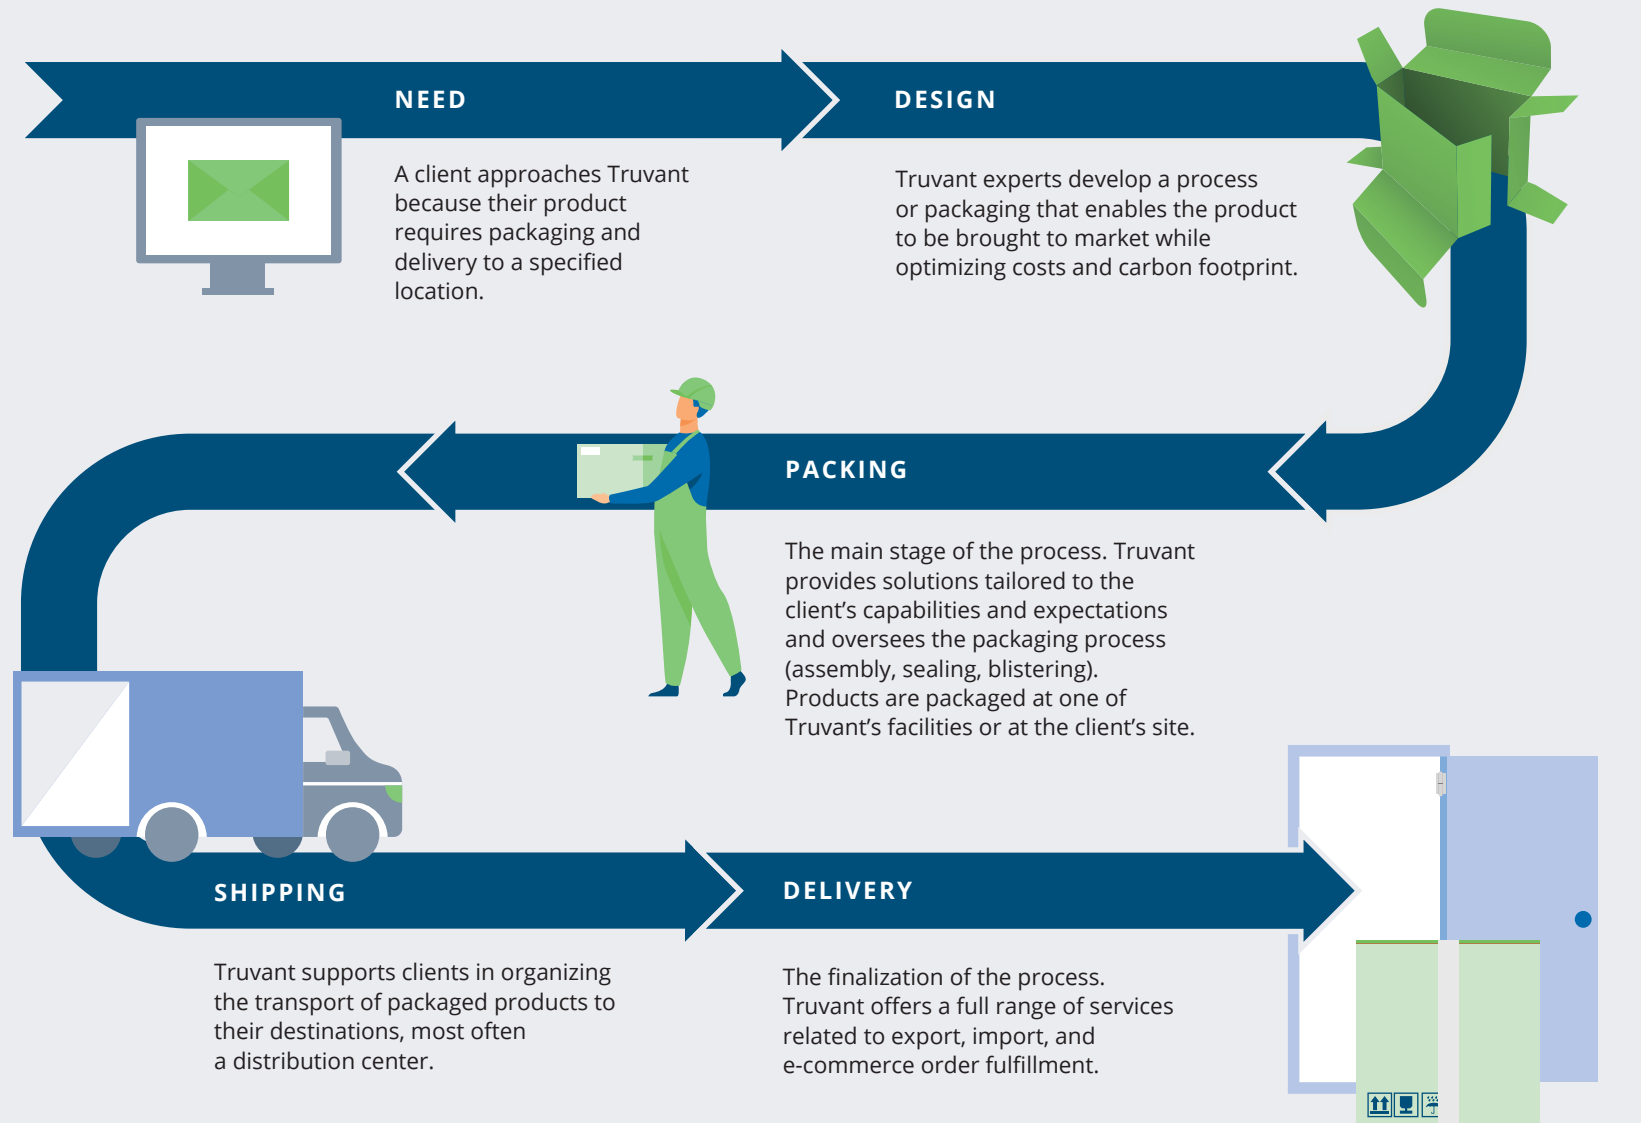 NEED
A client approaches Truvant
because their product
requires packaging and
delivery to a specified
location.
DESIGN
Truvant experts develop a process
or packaging that enables the product
to be brought to market while
optimizing costs and carbon footprint.
PACKING
The main stage of the process. Truvant
provides solutions tailored to the
client’s capabilities and expectations
and oversees the packaging process
(assembly, sealing, blistering).
Products are packaged at one of
Truvant’s facilities or at the client’s site.
SHIPPING
Truvant supports clients in organizing
the transport of packaged products to
their destinations, most often
a distribution center.
DELIVERY
The finalization of the process.
Truvant offers a full range of services
related to export, import, and
e-commerce order fulfillment.